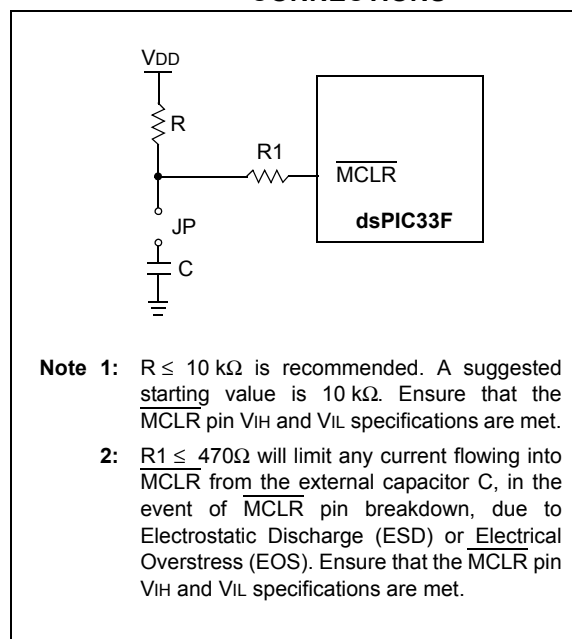 VDD
R
R1
MCLR
dsPIC33F
JP
C
Note 1: R ≤ 10 kΩ is recommended. A suggested
starting value is 10 kΩ. Ensure that the
MCLR pin VIH and VIL specifications are met.
2: R1 ≤ 470Ω will limit any current flowing into
MCLR from the external capacitor C, in the
event of MCLR pin breakdown, due to
Electrostatic Discharge (ESD) or Electrical
Overstress (EOS). Ensure that the MCLR pin
VIH and VIL specifications are met.